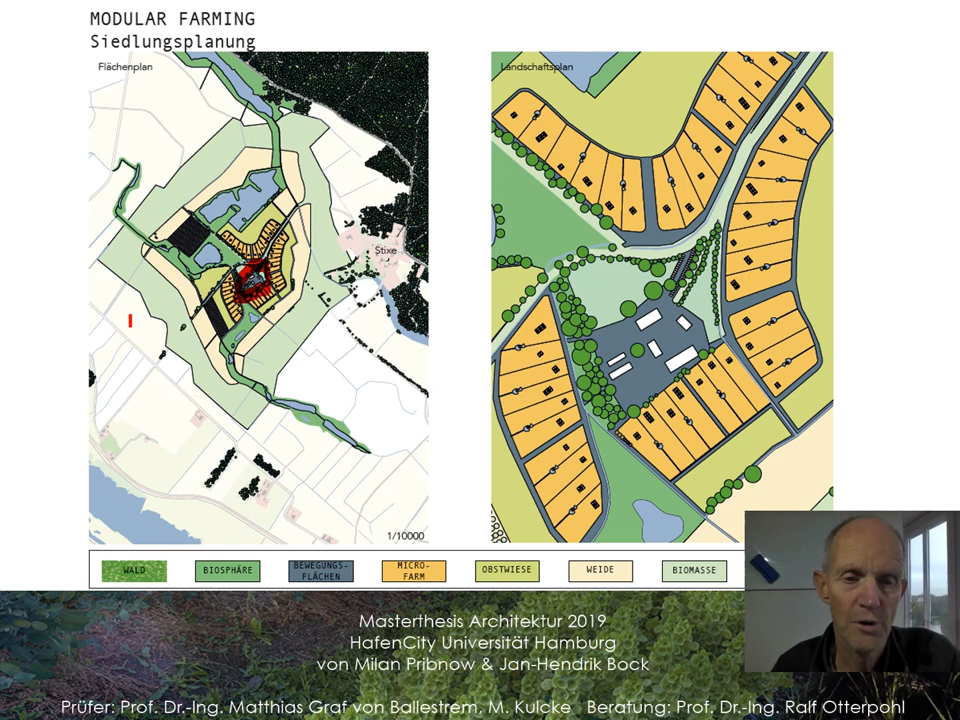 MODULAR FARMING
Siedlungsplanung
Flächenplan
Landschaftsplan
Stixe
1/10000
WALD
BIOSPHÄRE
BEWEGUNGS-
FLÄCHEN
MICRO-
FARM
OBSTWIESE
WEIDE
BIOMASSE
Masterthesis Architektur 2019
HafenCity Universität Hamburg
von Milan Pribnow & Jan-Hendrik Bock
Prüfer: Prof. Dr.-Ing. Matthias Graf von Ballestrem, M. Kulcke Beratung: Prof. Dr.-Ing. Ralf Otterpohl